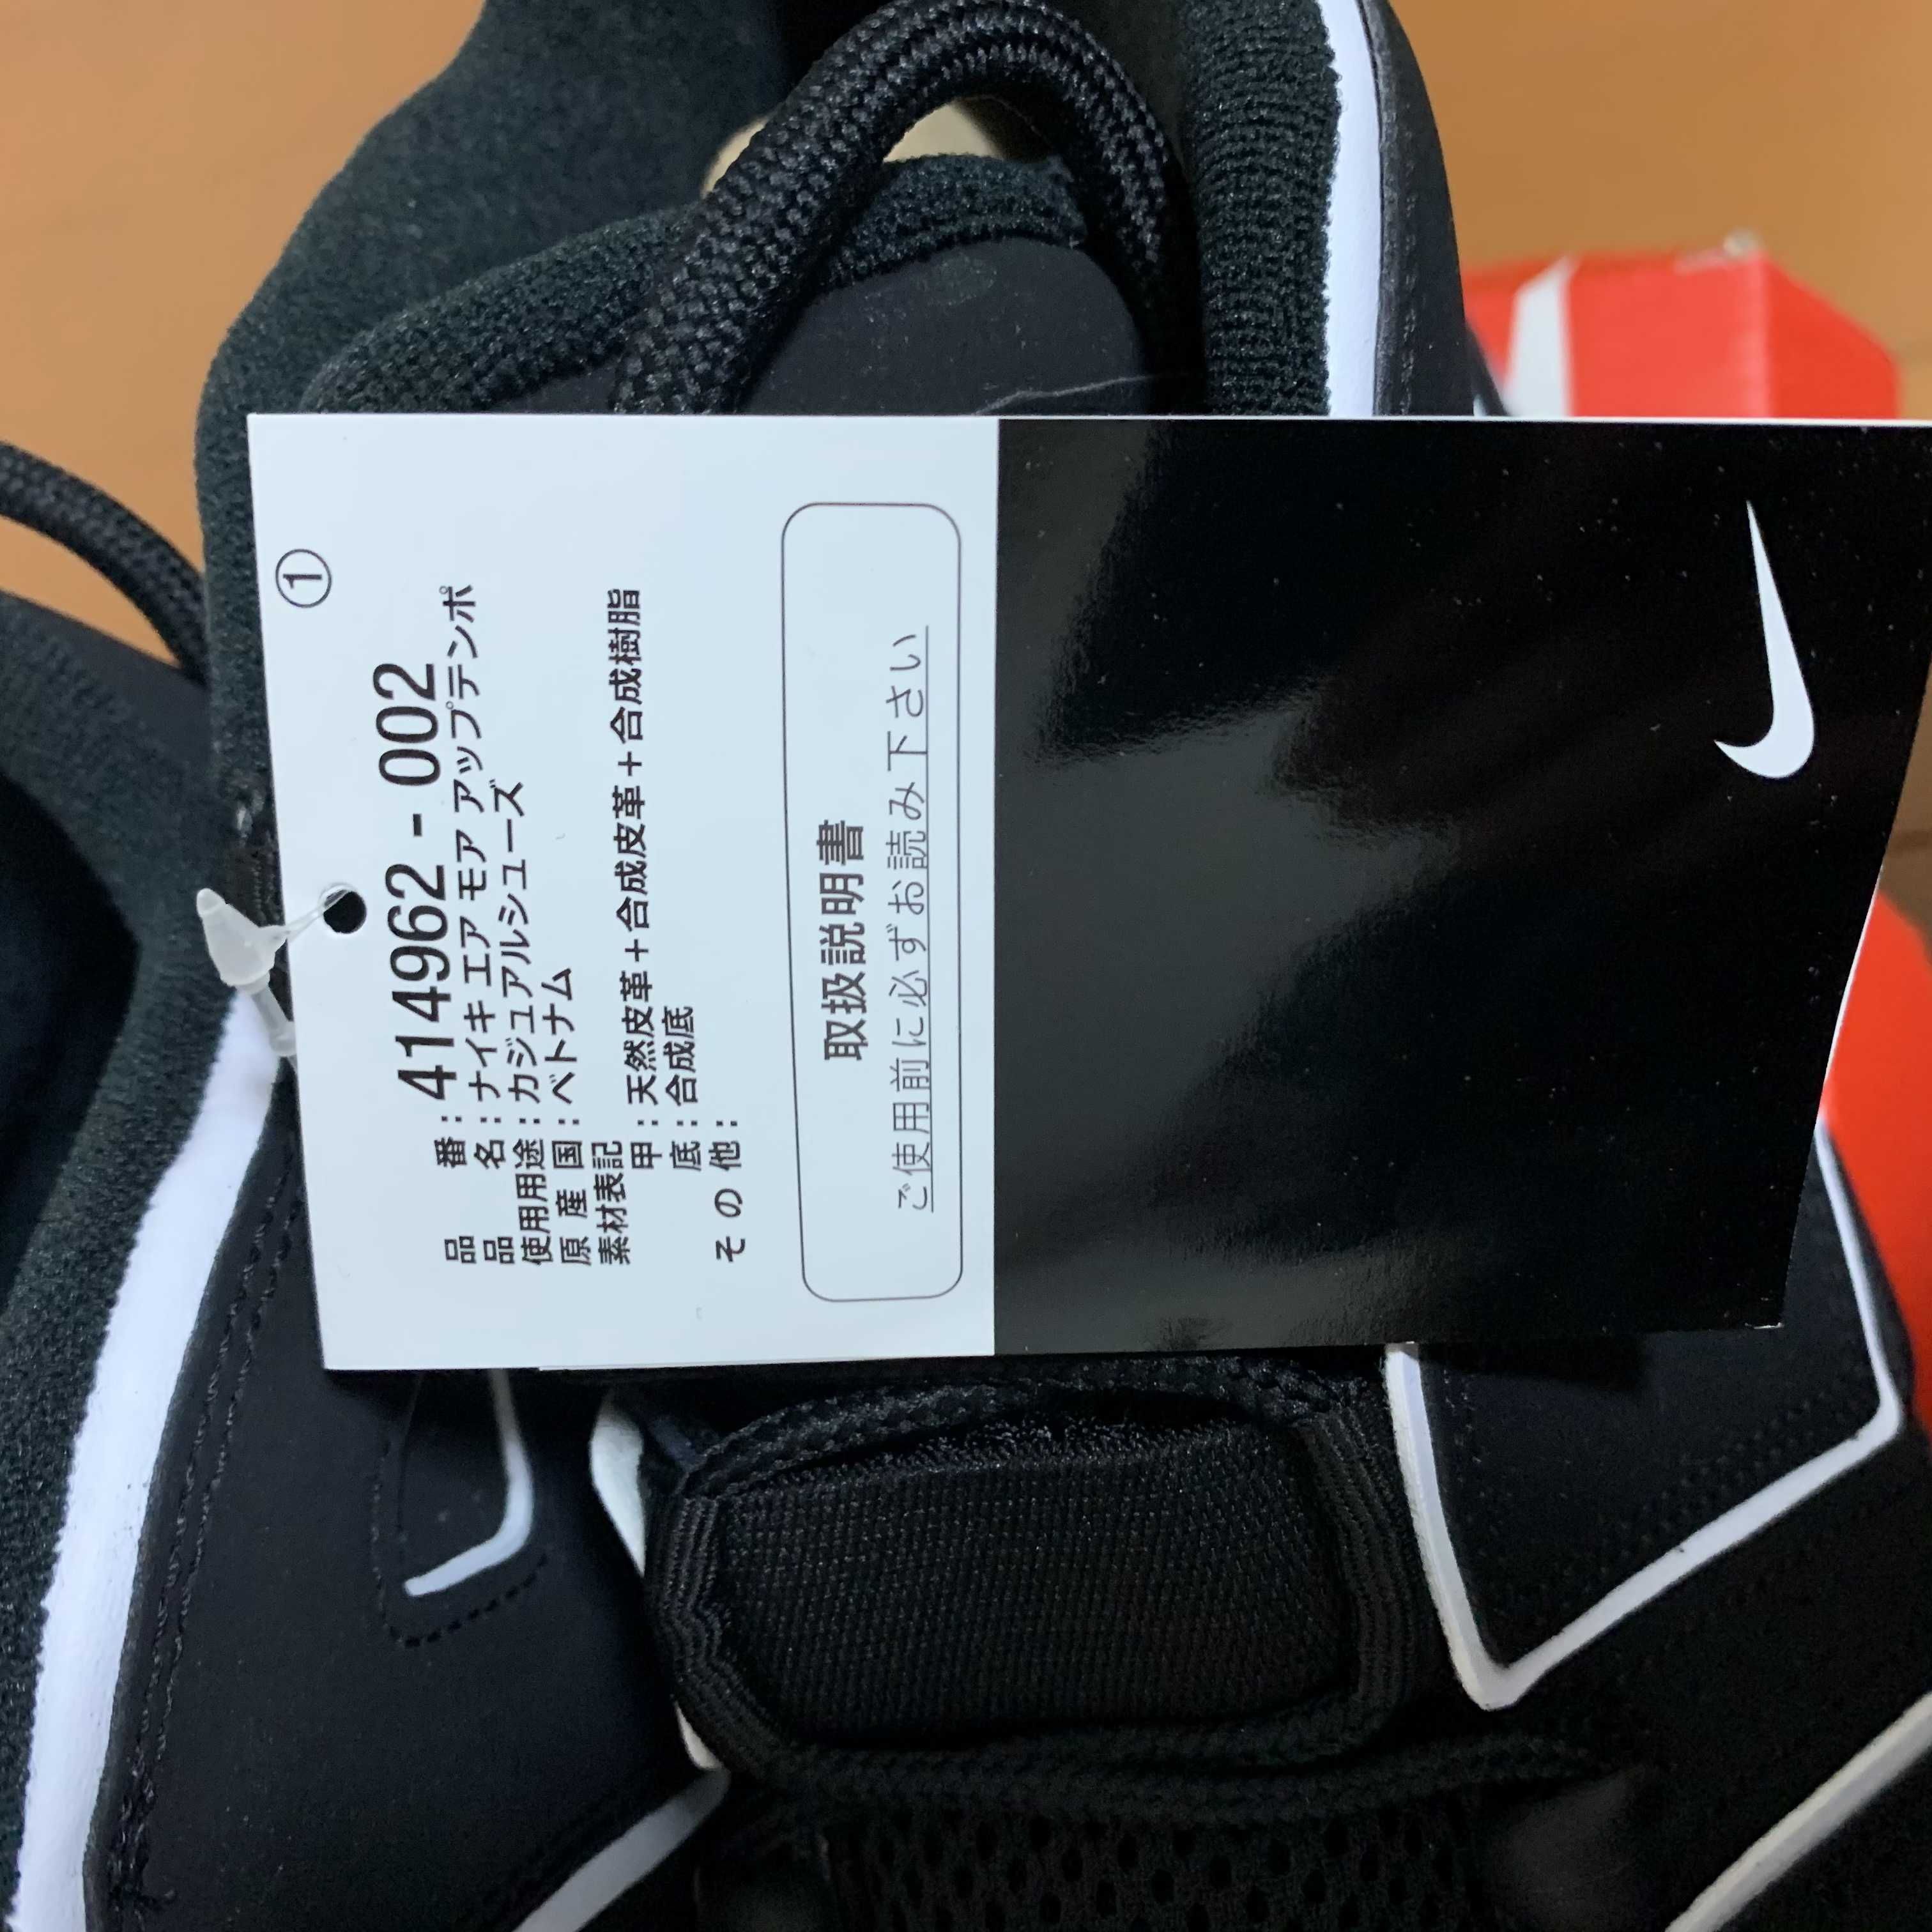 ①
品番：414962 - 002
品名：ナイキ エア モア アップテンポ
使用用途：カジュアルシューズ
原産国：ベトナム
素材表記
甲：天然皮革＋合成皮革＋合成樹脂
底：合成底
その他：
取扱説明書
ご使用前に必ずお読み下さい